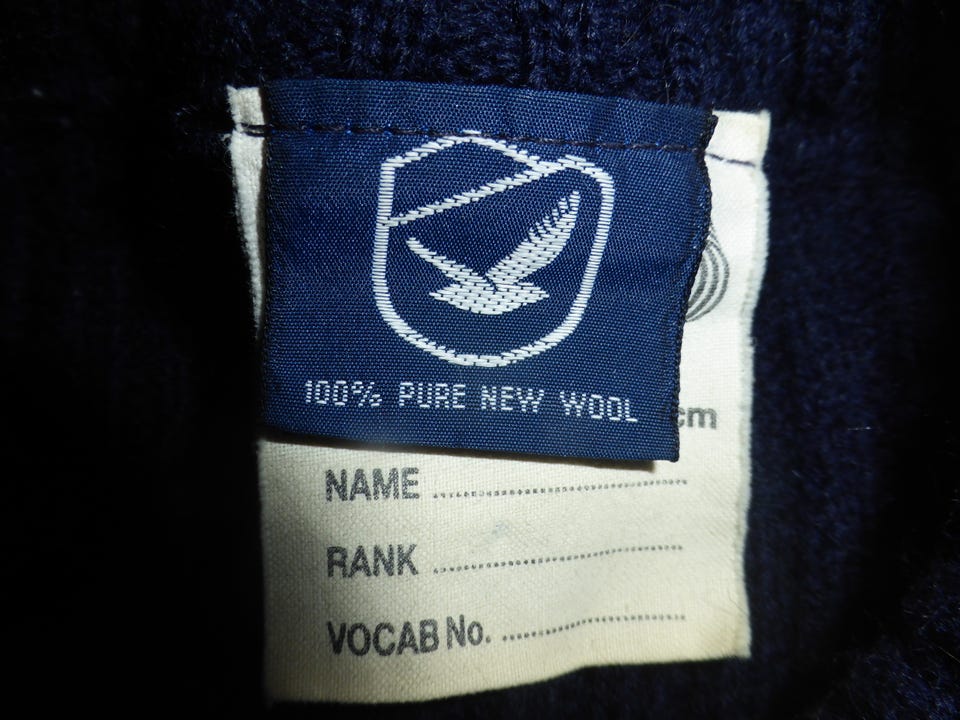 100% PURE NEW WOOL
cm
NAME ............................
RANK ............................
VOCAB No. ....................